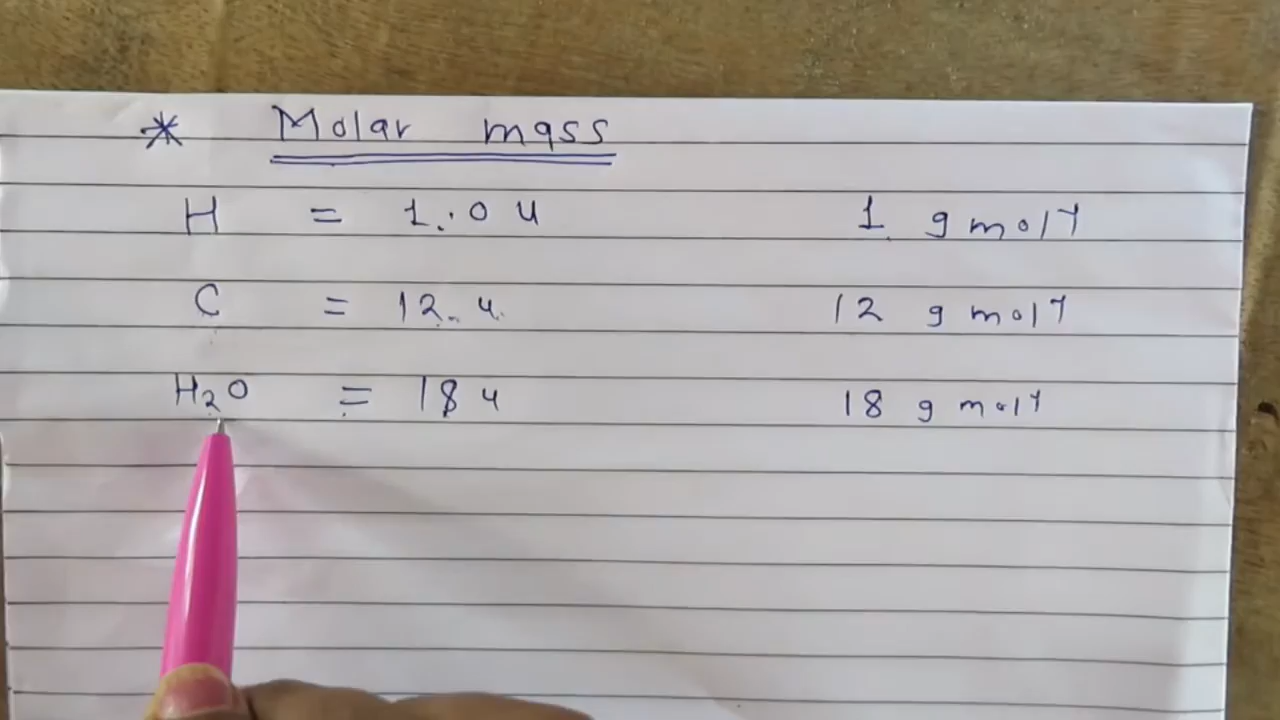 * Molar mass
H = 1.0 u 1 g mol⁻¹
C = 12. u. 12 g mol⁻¹
H₂O = 18 u 18 g mol⁻¹